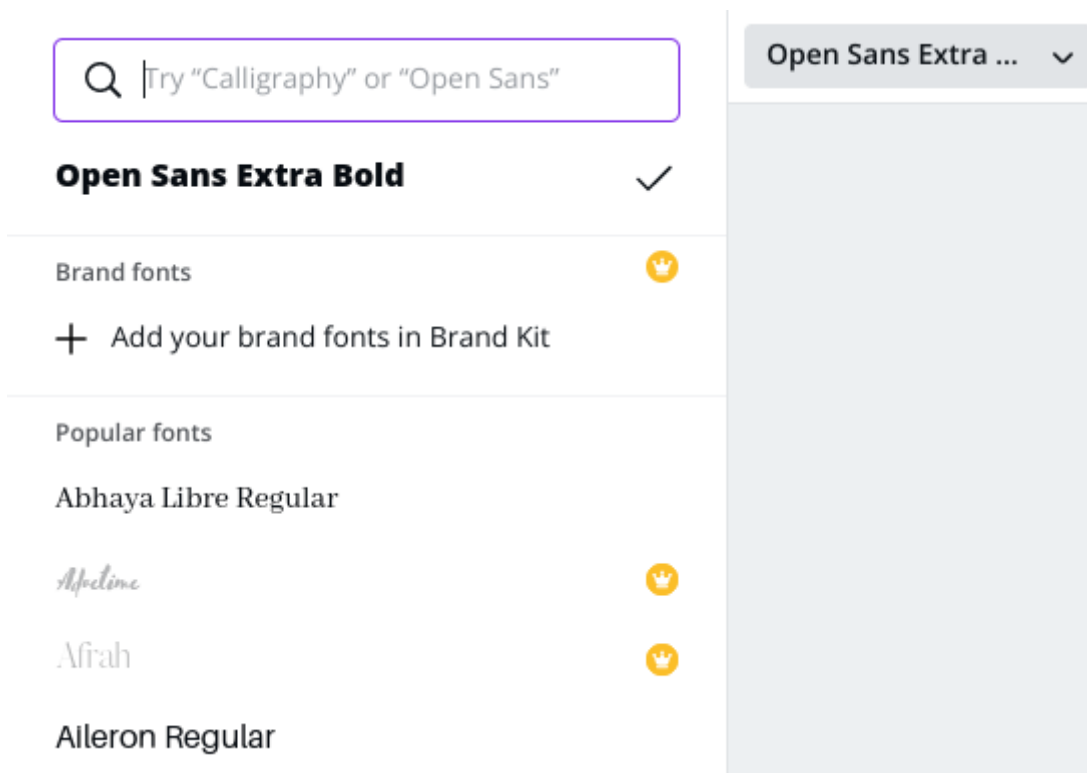 Try “Calligraphy” or “Open Sans”
Open Sans Extra ...
Open Sans Extra Bold
Brand fonts
Add your brand fonts in Brand Kit
Popular fonts
Abhaya Libre Regular
Afrah
Aileron Regular